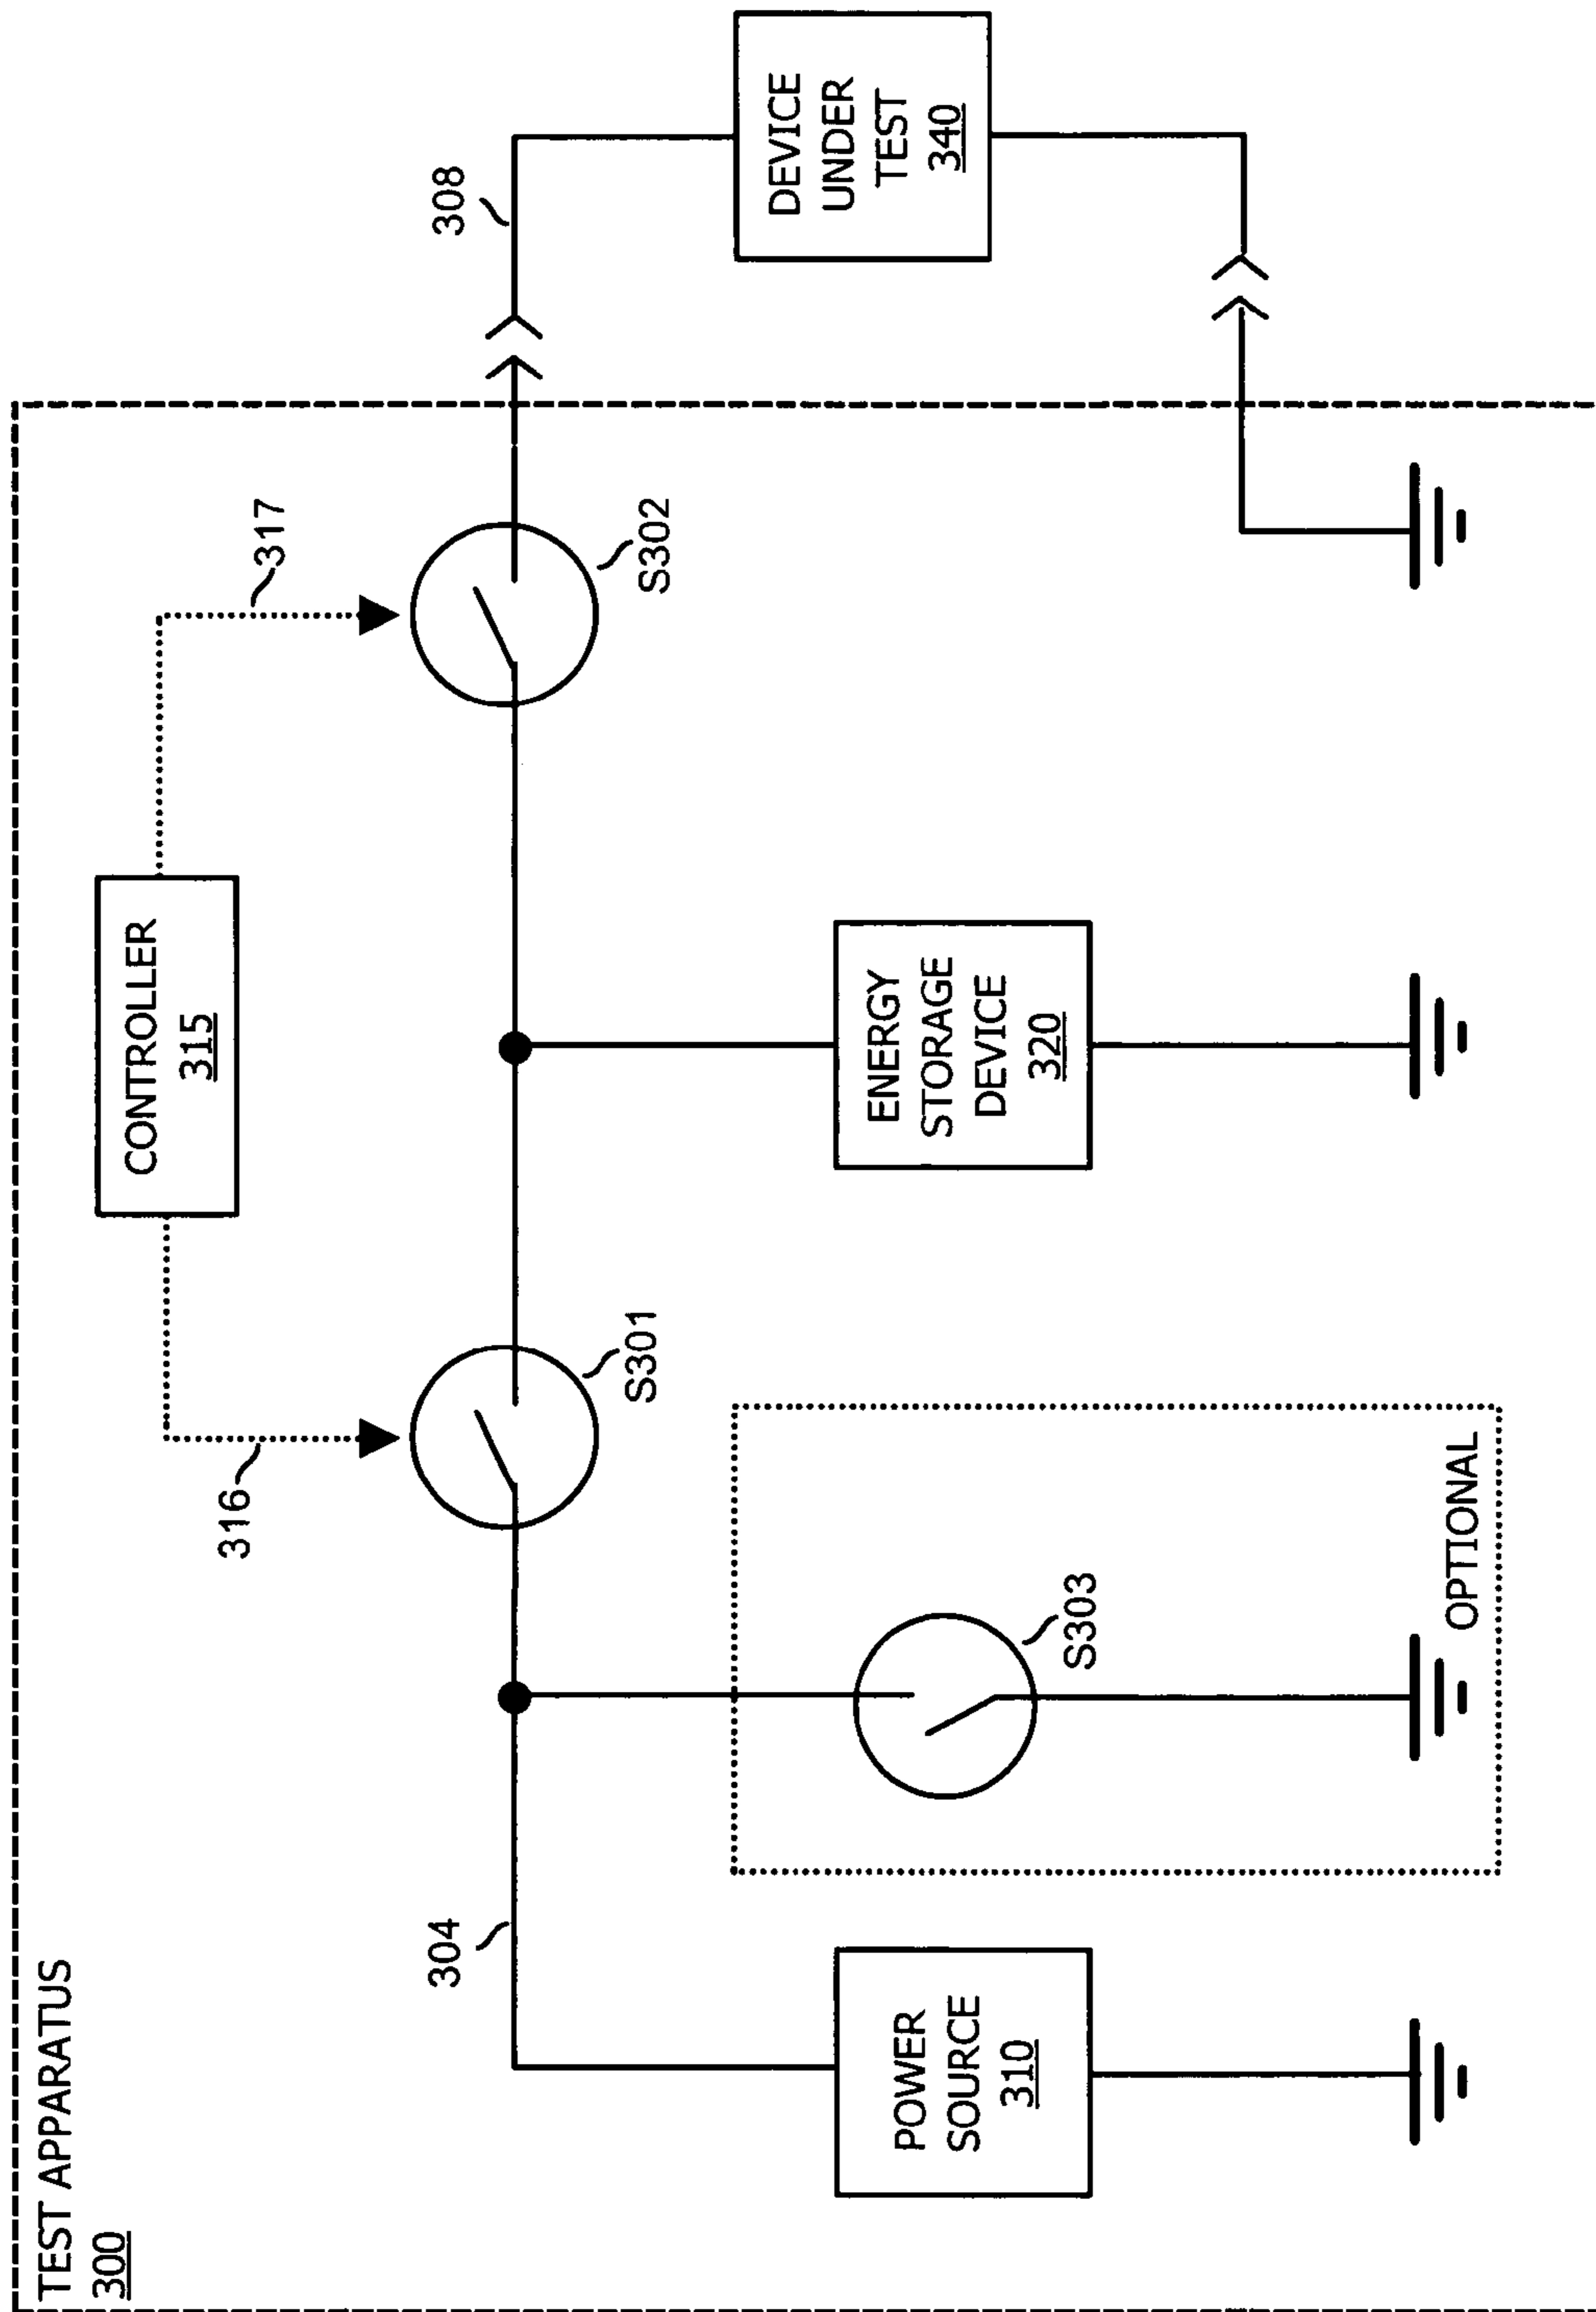 TEST APPARATUS
300
CONTROLLER
315
316
317
304
S301
S302
308
POWER
SOURCE
310
S303
OPTIONAL
ENERGY
STORAGE
DEVICE
320
DEVICE
UNDER
TEST
340